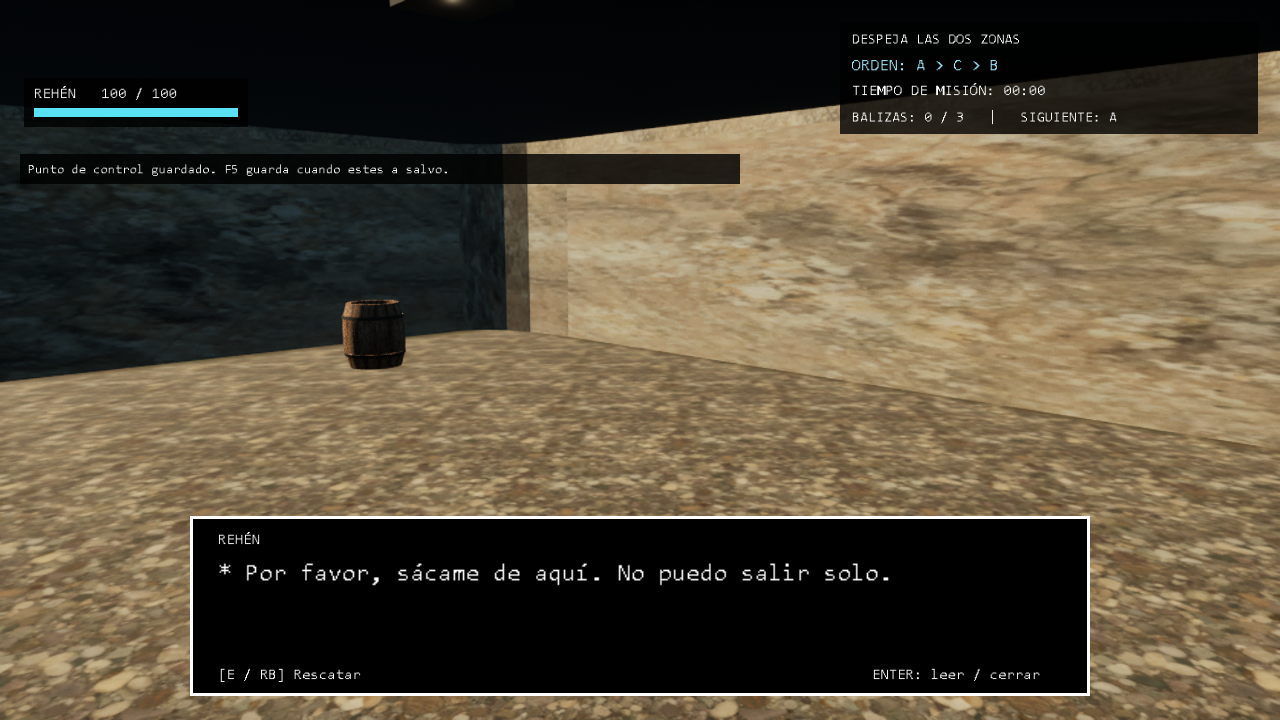 DESPEJA LAS DOS ZONAS
ORDEN: A > C > B
TIEMPO DE MISIÓN: 00:00
BALIZAS: 0 / 3 | SIGUIENTE: A
REHÉN 100 / 100
Punto de control guardado. F5 guarda cuando estes a salvo.
REHÉN
* Por favor, sácame de aquí. No puedo salir solo.
[E / RB] Rescatar
ENTER: leer / cerrar